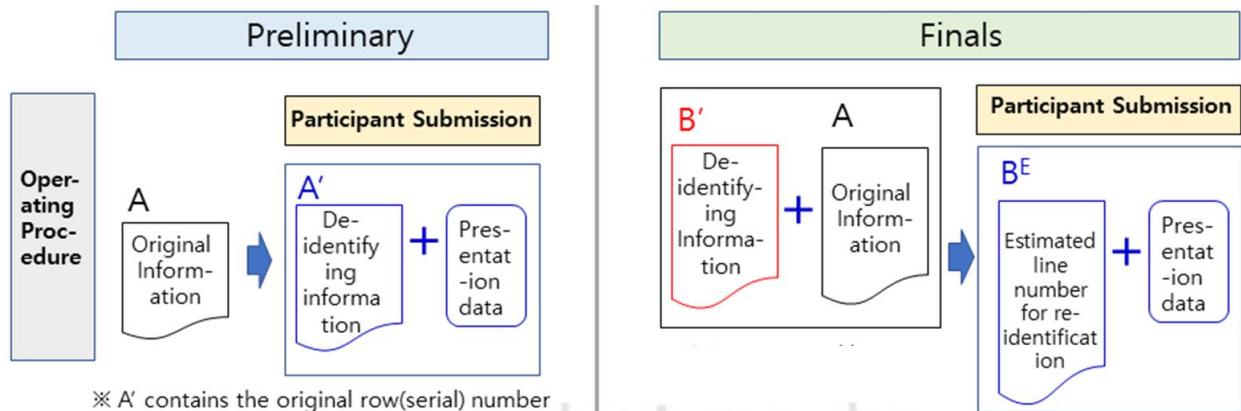 Preliminary
Finals
Oper-
ating
Proc-
edure
Participant Submission
A
Original
Inform-
ation
A'
De-
identify
ing
informa
tion
+
Pres-
entat
-ion
data
※ A' contains the original row(serial) number
B'
De-
identify-
ing
Informa-
tion
+
A
Original
Inform-
ation
Participant Submission
B^E
Estimated
line
number
for re-
identificat
ion
+
Pres-
entat
-ion
data